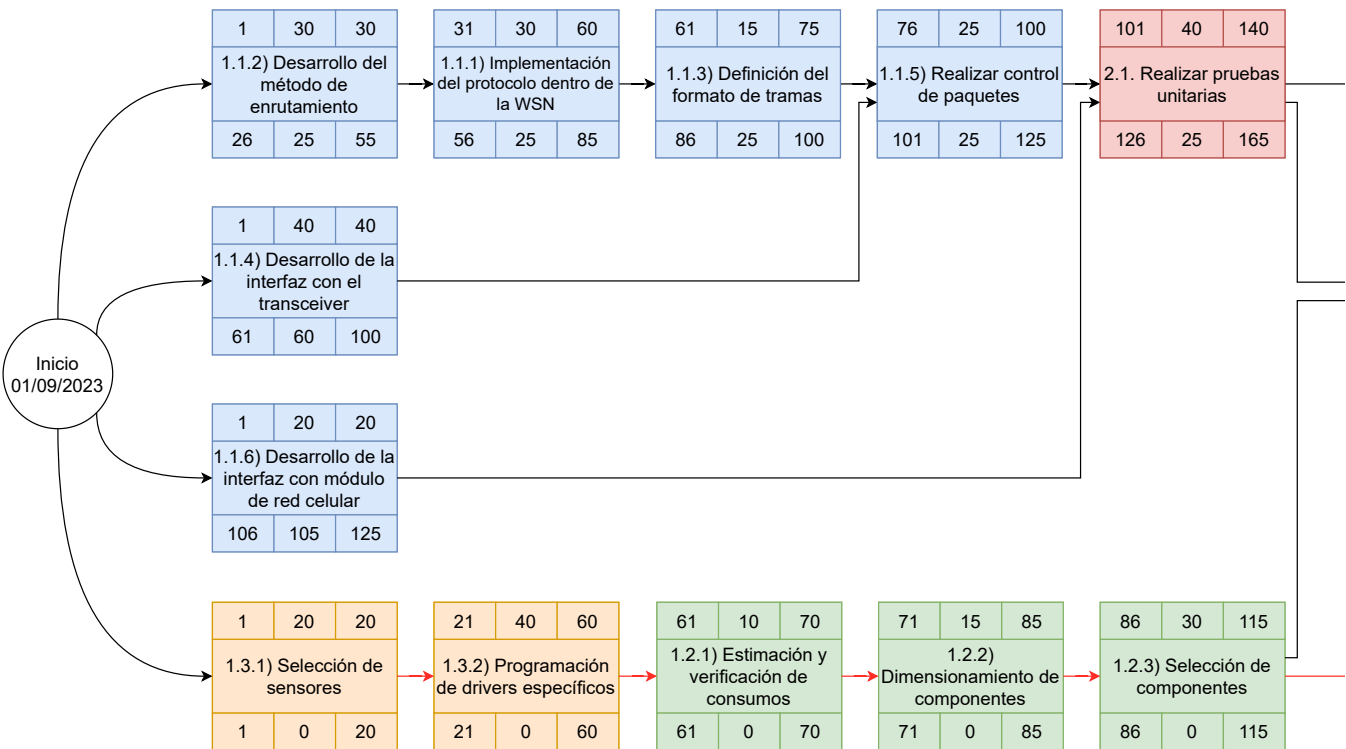 1 30 30
1.1.2) Desarrollo del
método de
enrutamiento
26 25 55
31 30 60
1.1.1) Implementación
del protocolo dentro de
la WSN
56 25 85
61 15 75
1.1.3) Definición del
formato de tramas
86 25 100
76 25 100
1.1.5) Realizar control
de paquetes
101 25 125
101 40 140
2.1. Realizar pruebas
unitarias
126 25 165
1 40 40
1.1.4) Desarrollo de la
interfaz con el
transceiver
61 60 100
Inicio
01/09/2023
1 20 20
1.1.6) Desarrollo de la
interfaz con módulo
de red celular
106 105 125
1 20 20
1.3.1) Selección de
sensores
1 0 20
21 40 60
1.3.2) Programación
de drivers específicos
21 0 60
61 10 70
1.2.1) Estimación y
verificación de
consumos
61 0 70
71 15 85
1.2.2)
Dimensionamiento de
componentes
71 0 85
86 30 115
1.2.3) Selección de
componentes
86 0 115